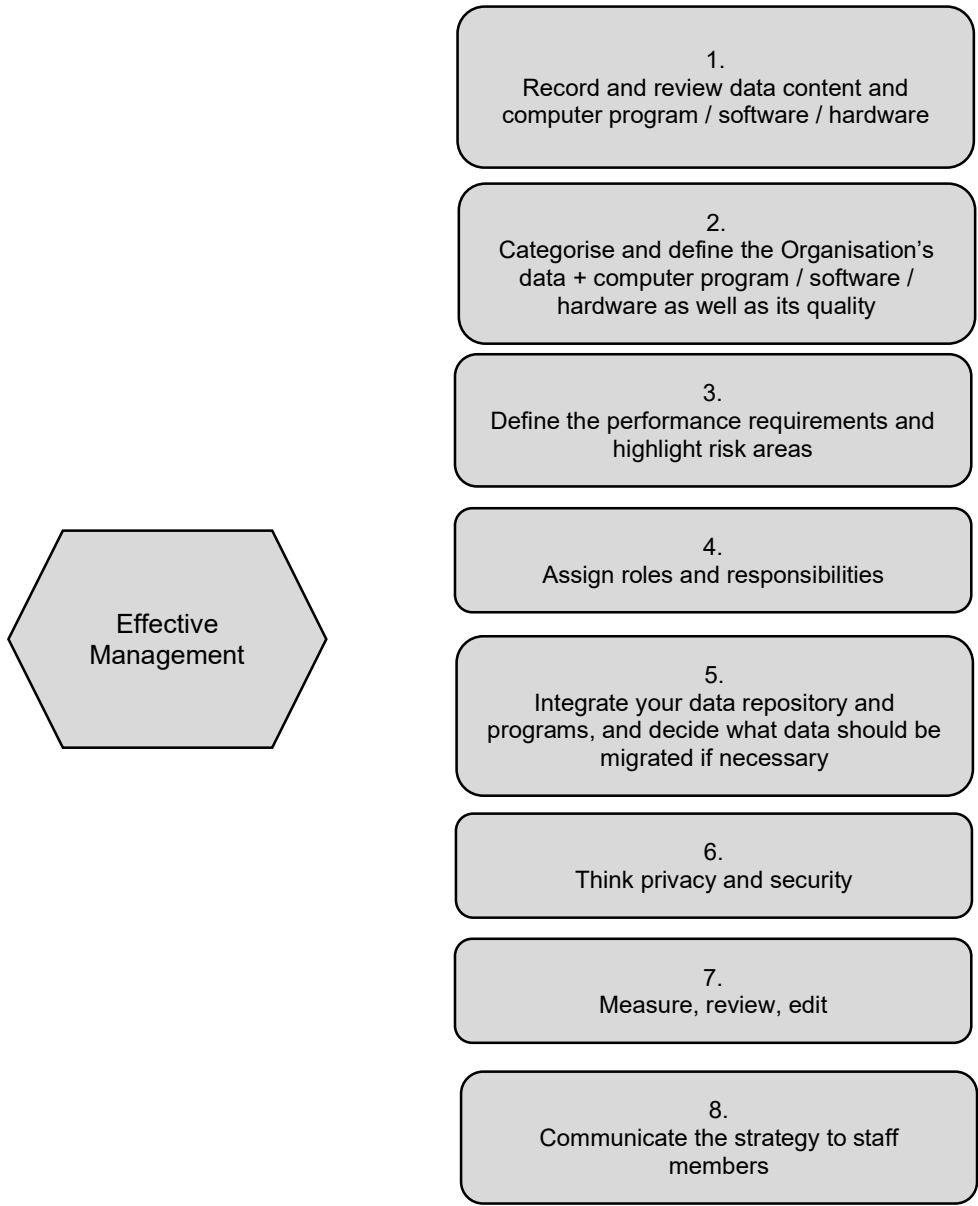 1.
Record and review data content and
computer program / software / hardware
2.
Categorise and define the Organisation’s
data + computer program / software /
hardware as well as its quality
3.
Define the performance requirements and
highlight risk areas
4.
Assign roles and responsibilities
Effective
Management
5.
Integrate your data repository and
programs, and decide what data should be
migrated if necessary
6.
Think privacy and security
7.
Measure, review, edit
8.
Communicate the strategy to staff
members